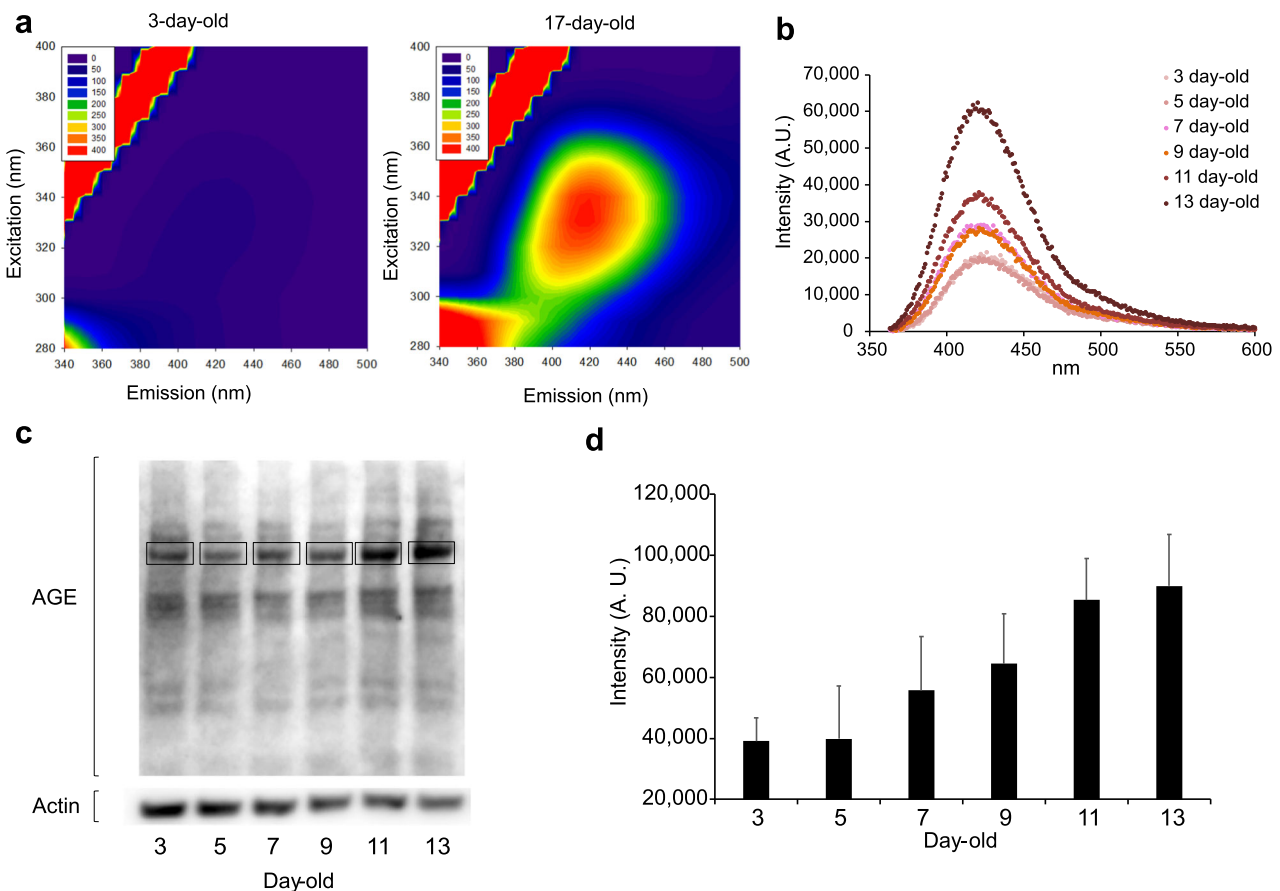 a
3-day-old
17-day-old
b
400
380
360
340
320
300
280
0
50
100
150
200
250
300
350
400
340 360 380 400 420 440 460 480 500
Excitation (nm)
Emission (nm)
400
380
360
340
320
300
280
0
50
100
150
200
250
300
350
400
340 360 380 400 420 440 460 480 500
Excitation (nm)
Emission (nm)
70,000
60,000
50,000
40,000
30,000
20,000
10,000
0
350 400 450 500 550 600
Intensity (A.U.)
nm
3 day-old
5 day-old
7 day-old
9 day-old
11 day-old
13 day-old
c
AGE
Actin
3 5 7 9 11 13
Day-old
d
120,000
100,000
80,000
60,000
40,000
20,000
Intensity (A. U.)
3 5 7 9 11 13
Day-old